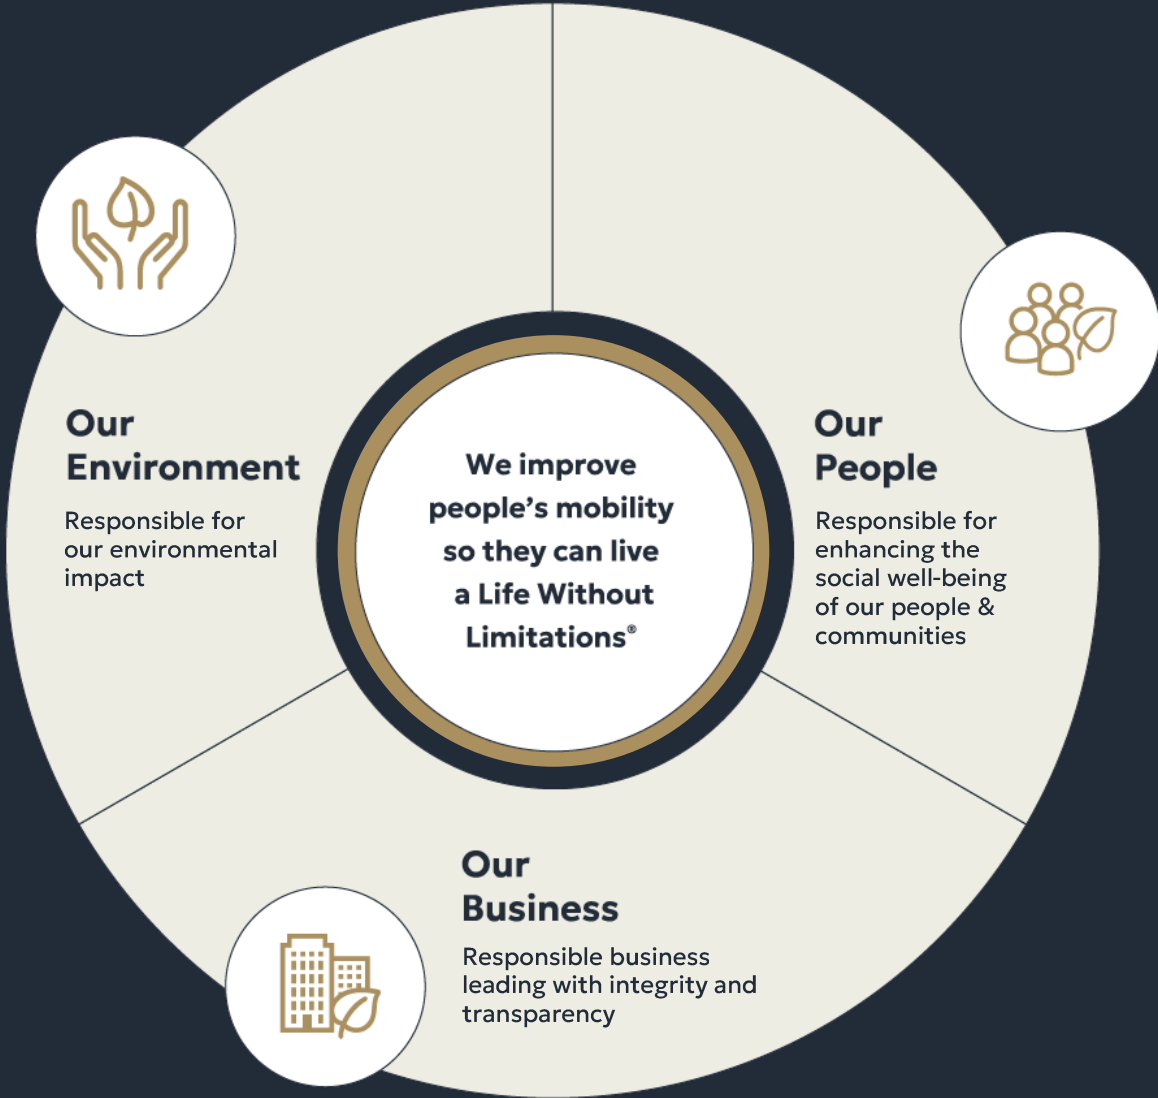 Our
Environment
Responsible for
our environmental
impact
We improve
people’s mobility
so they can live
a Life Without
Limitations®
Our
People
Responsible for
enhancing the
social well-being
of our people &
communities
Our
Business
Responsible business
leading with integrity and
transparency